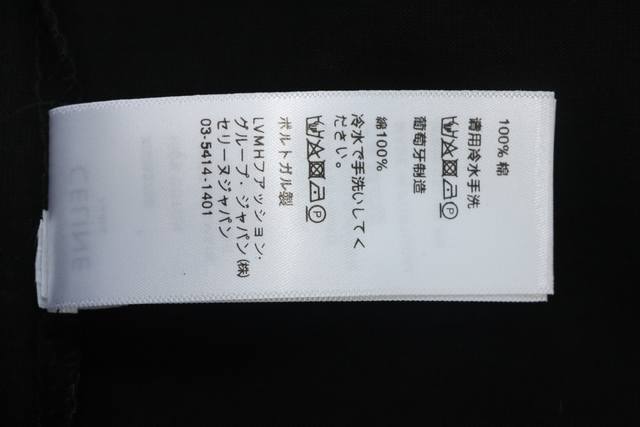 100% 棉
请用冷水手洗
葡萄牙制造
綿100%
冷水で手洗いしてく
ださい。
ポルトガル製
LVMHファッション・
グループ・ジャパン(株)
セリーヌジャパン
03-5414-1401
CELINE